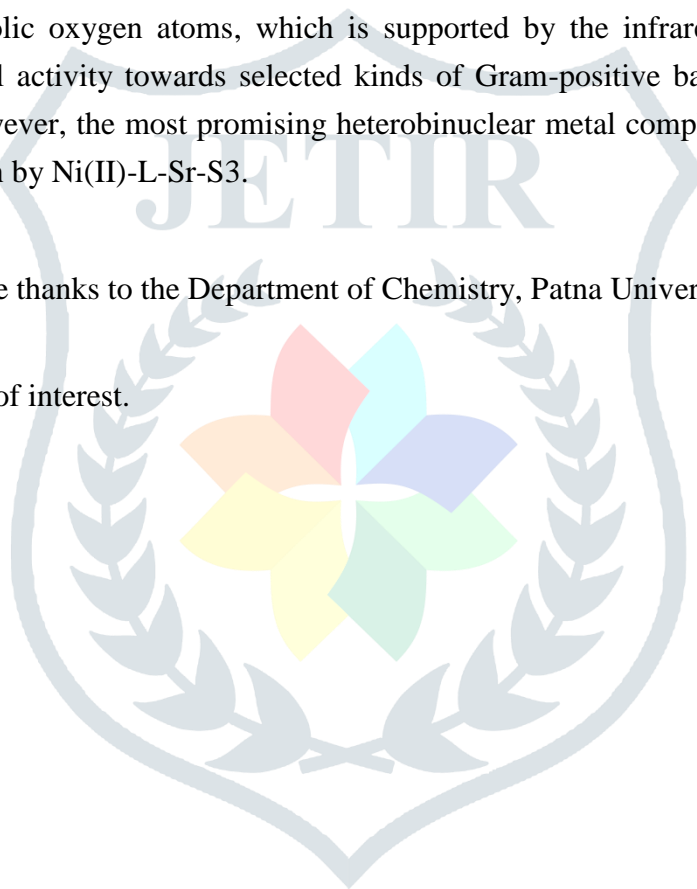 olic oxygen atoms, which is supported by the infrare
l activity towards selected kinds of Gram-positive ba
vever, the most promising heterobinuclear metal comp
n by Ni(II)-L-Sr-S3.
JETIR
e thanks to the Department of Chemistry, Patna Univer
of interest.